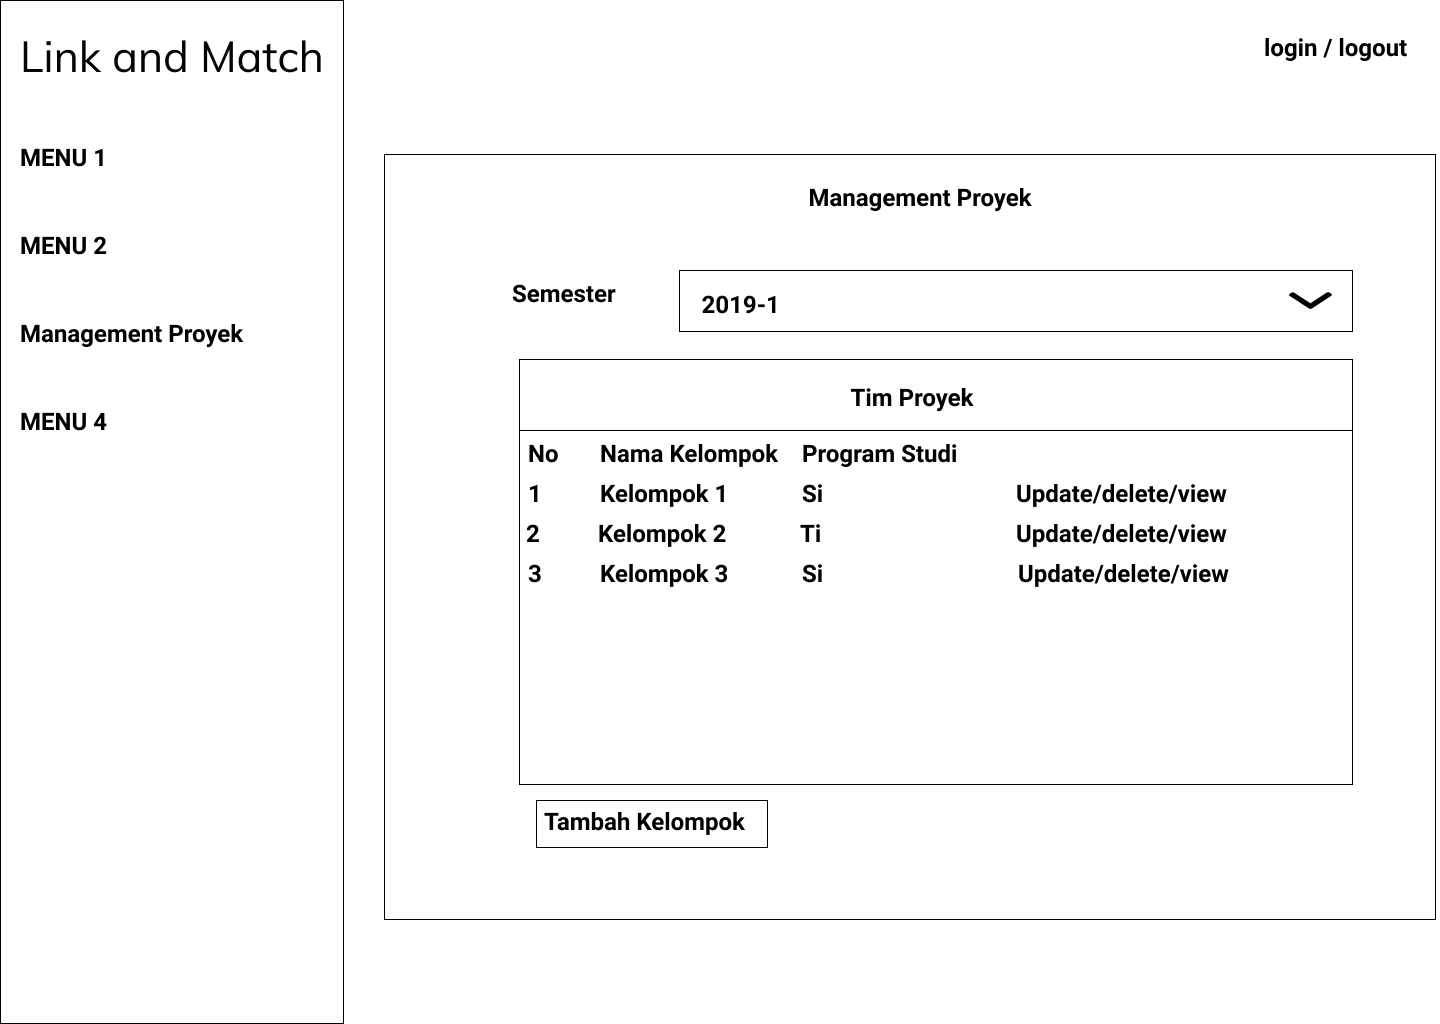 Link and Match
login / logout
MENU 1
MENU 2
Management Proyek
MENU 4
Management Proyek
Semester
2019-1
Tim Proyek
No Nama Kelompok Program Studi
1 Kelompok 1 Si Update/delete/view
2 Kelompok 2 Ti Update/delete/view
3 Kelompok 3 Si Update/delete/view
Tambah Kelompok